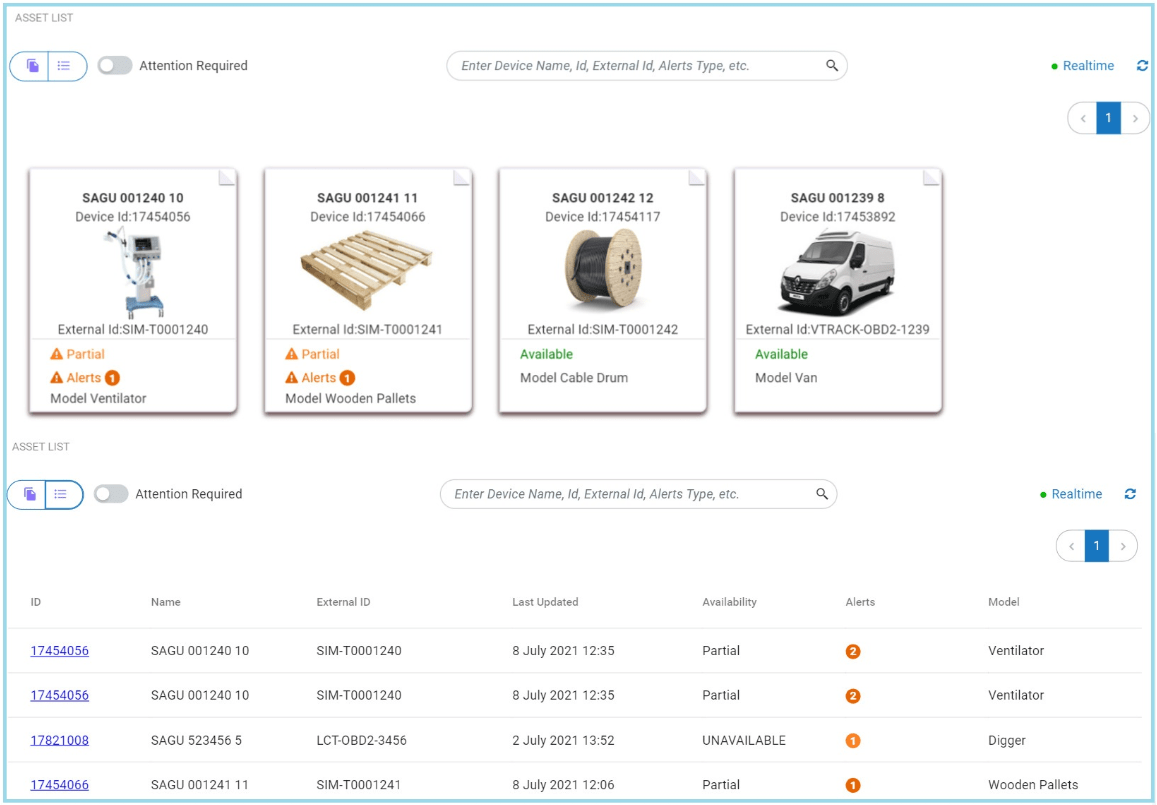 ASSET LIST
Attention Required
Enter Device Name, Id, External Id, Alerts Type, etc.
Realtime
1
SAGU 001240 10
Device Id:17454056
External Id:SIM-T0001240
Partial
Alerts 1
Model Ventilator
SAGU 001241 11
Device Id:17454066
External Id:SIM-T0001241
Partial
Alerts 1
Model Wooden Pallets
SAGU 001242 12
Device Id:17454117
External Id:SIM-T0001242
Available
Model Cable Drum
SAGU 001239 8
Device Id:17453892
External Id:VTRACK-OBD2-1239
Available
Model Van
ASSET LIST
Attention Required
Enter Device Name, Id, External Id, Alerts Type, etc.
Realtime
1
ID Name External ID Last Updated Availability Alerts Model
17454056 SAGU 001240 10 SIM-T0001240 8 July 2021 12:35 Partial 2 Ventilator
17454056 SAGU 001240 10 SIM-T0001240 8 July 2021 12:35 Partial 2 Ventilator
17821008 SAGU 523456 5 LCT-OBD2-3456 2 July 2021 13:52 UNAVAILABLE 1 Digger
17454066 SAGU 001241 11 SIM-T0001241 8 July 2021 12:06 Partial 1 Wooden Pallets